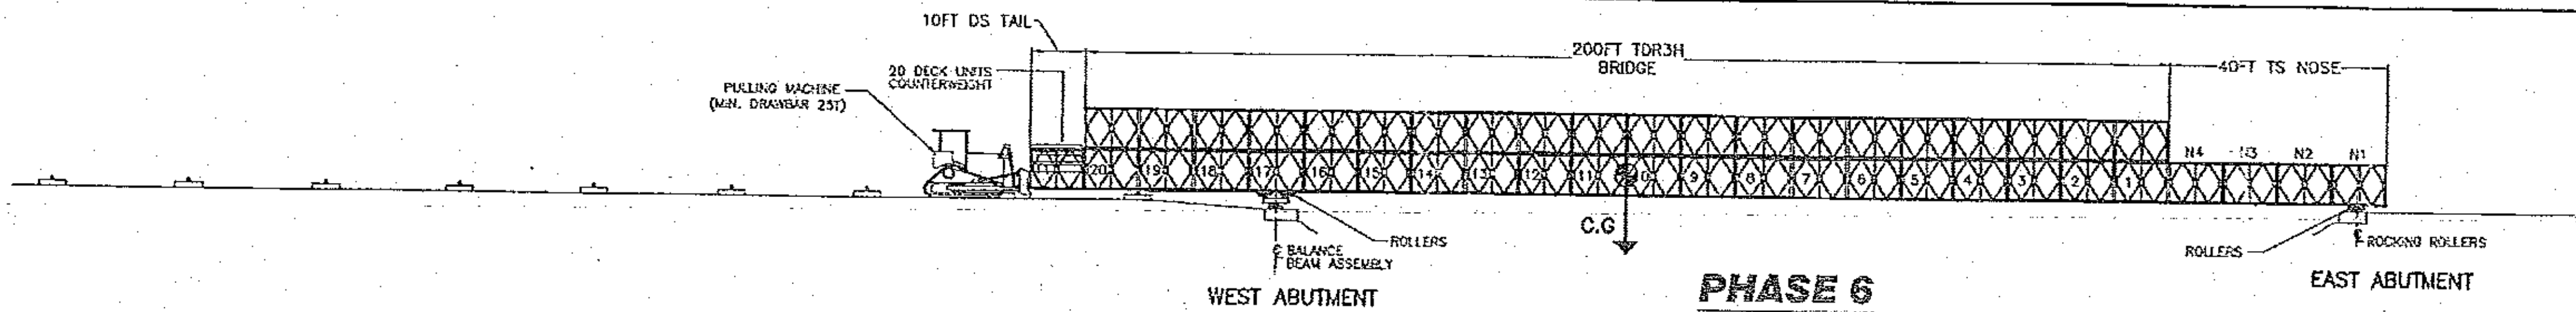 10FT DS TAIL
200FT TDR3H
BRIDGE
40FT TS NOSE
20 DECK UNITS
COUNTERWEIGHT
PULLING MACHINE
(MIN. DRAWBAR 25T)
N4 N3 N2 N1
20 19 18 17 16 15 14 13 12 11 10 9 8 7 6 5 4 3 2 1
C.G
ROLLERS
℄ BALANCE
BEAM ASSEMBLY
ROLLERS
℄ ROCKING ROLLERS
WEST ABUTMENT
PHASE 6
EAST ABUTMENT